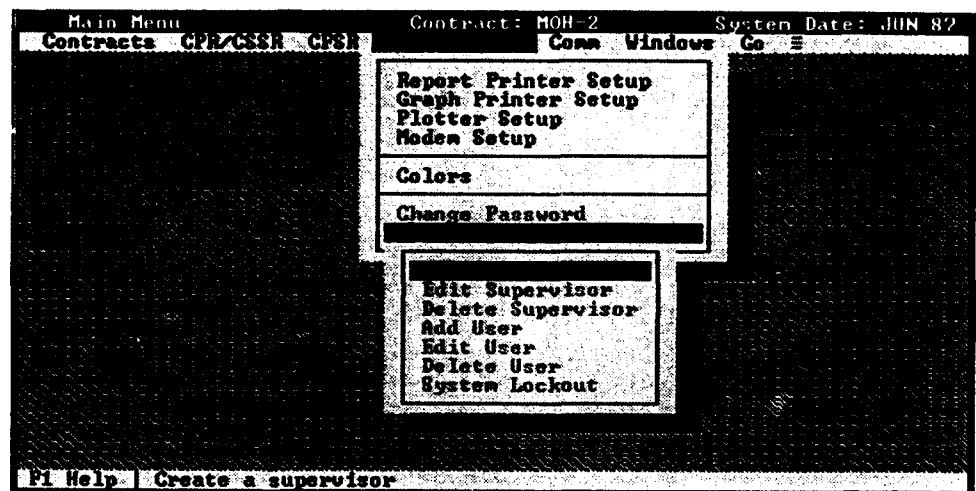 Main Menu Contract: MOH-2 System Date: JUN 87
Contracts CPR/CSSR CFSR Comm Windows Go ≡
Report Printer Setup
Graph Printer Setup
Plotter Setup
Modem Setup
Colors
Change Password
Edit Supervisor
Delete Supervisor
Add User
Edit User
Delete User
System Lockout
F1 Help Create a supervisor